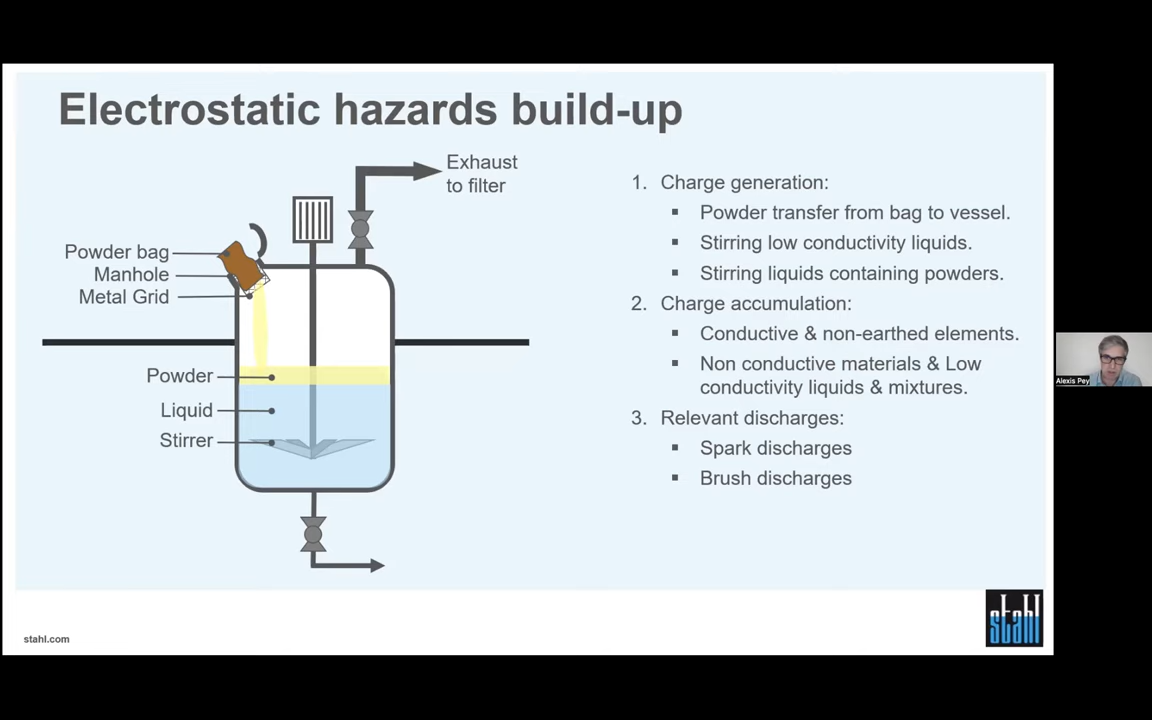 Electrostatic hazards build-up
Exhaust
to filter
Powder bag
Manhole
Metal Grid
Powder
Liquid
Stirrer
1. Charge generation:
▪ Powder transfer from bag to vessel.
▪ Stirring low conductivity liquids.
▪ Stirring liquids containing powders.
2. Charge accumulation:
▪ Conductive & non-earthed elements.
▪ Non conductive materials & Low
conductivity liquids & mixtures.
3. Relevant discharges:
▪ Spark discharges
▪ Brush discharges
Alexis Pey
stahl.com
stahl